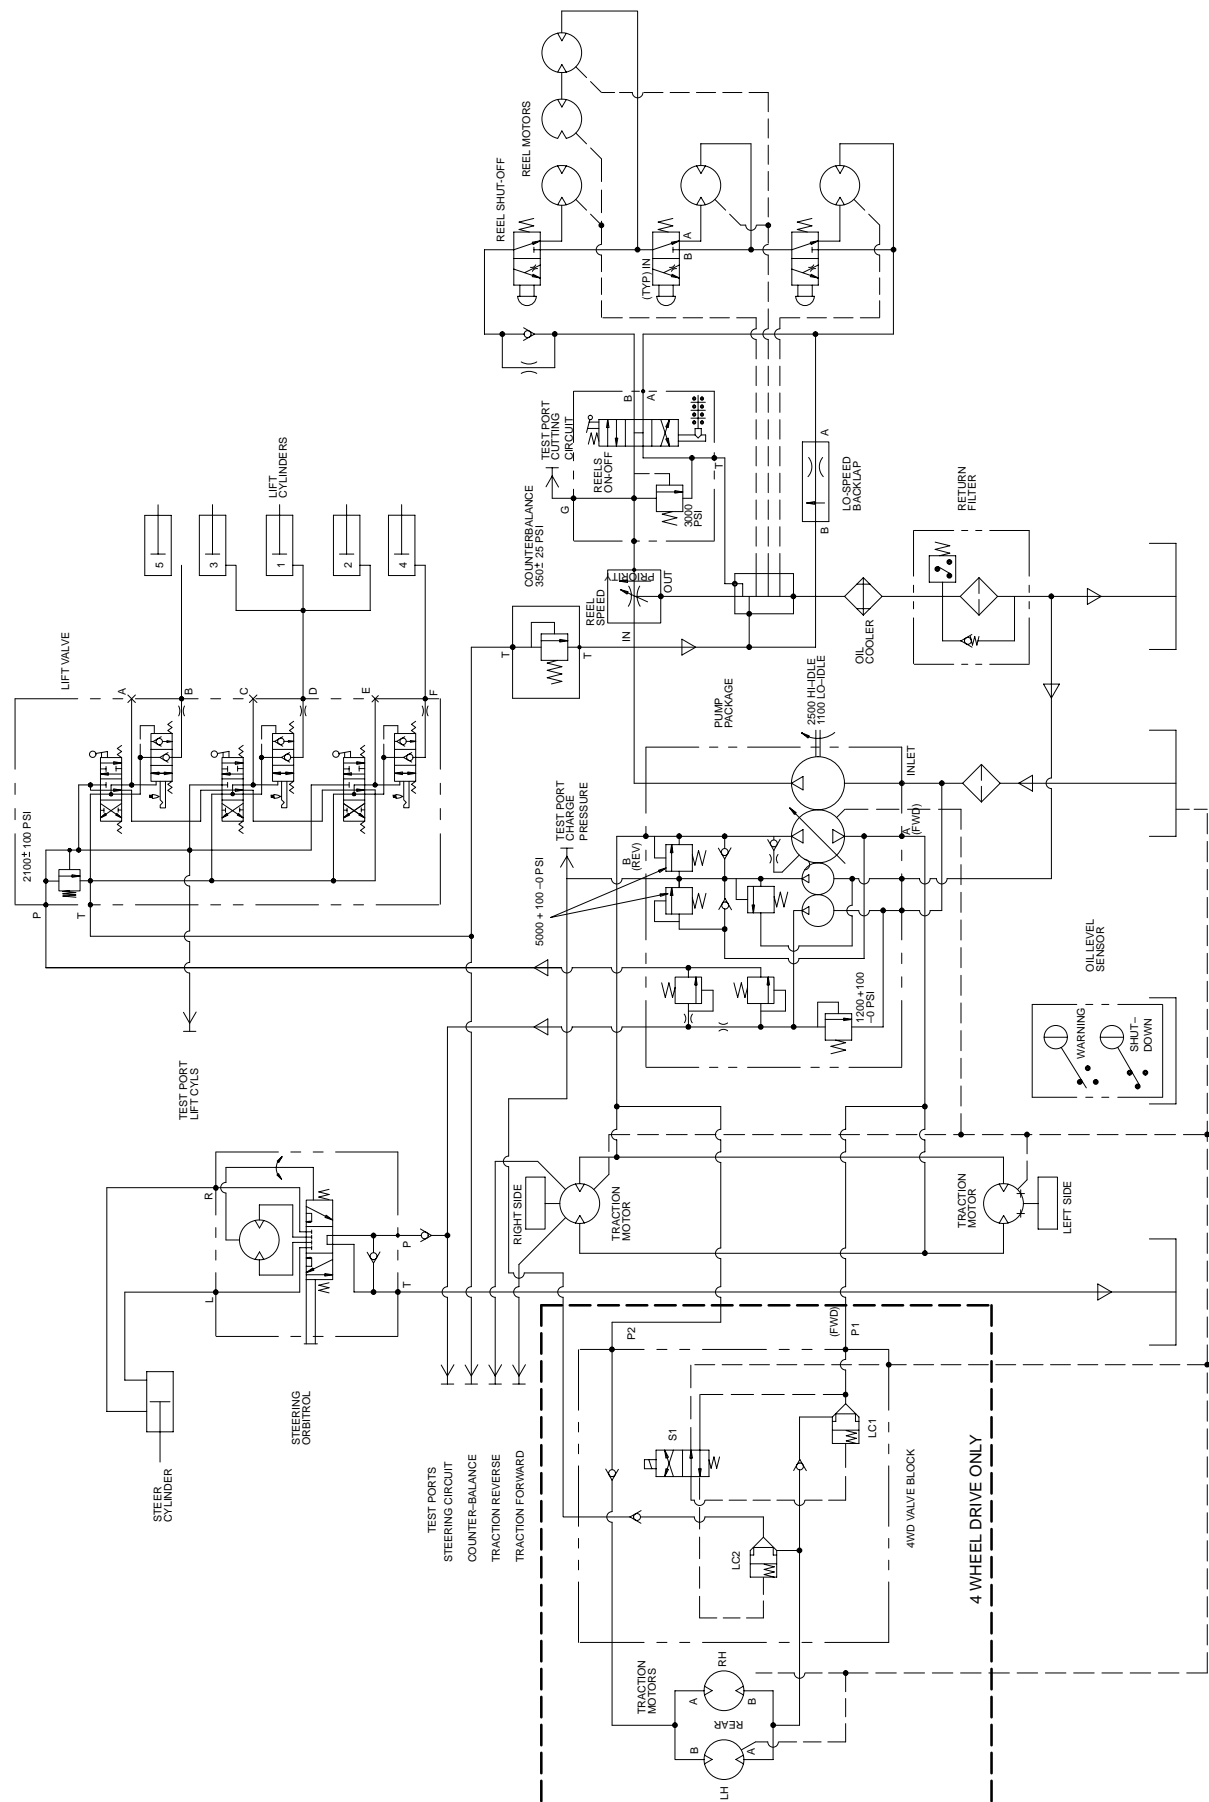 STEER
CYLINDER
STEERING
ORBITROL
L
R
T
P
TEST PORT
LIFT CYLS
P
T
2100± 100 PSI
LIFT VALVE
A
B
C
D
E
F
5
3
1
2
4
LIFT
CYLINDERS
TEST PORTS
STEERING CIRCUIT
COUNTER–BALANCE
TRACTION REVERSE
TRACTION FORWARD
RIGHT SIDE
TRACTION
MOTOR
TRACTION
MOTOR
LEFT SIDE
5000 + 100 –0 PSI
TEST PORT
CHARGE
PRESSURE
B
(REV)
A
(FWD)
INLET
1200 +100
–0 PSI
PUMP
PACKAGE
2500 HI-IDLE
1100 LO–IDLE
COUNTERBALANCE
350± 25 PSI
T
T
REEL
SPEED
PRIORITY
IN
OUT
TEST PORT
CUTTING
CIRCUIT
G
REELS
ON-OFF
3000
PSI
B
A
T
REEL SHUT-OFF
REEL MOTORS
(TYP) IN
B
A
LO-SPEED
BACKLAP
A
B
OIL
COOLER
RETURN
FILTER
OIL LEVEL
SENSOR
WARNING
SHUT–
DOWN
P2
(FWD)
P1
S1
LC1
LC2
4WD VALVE BLOCK
4 WHEEL DRIVE ONLY
TRACTION
MOTORS
RH
A
B
REAR
B
A
LH